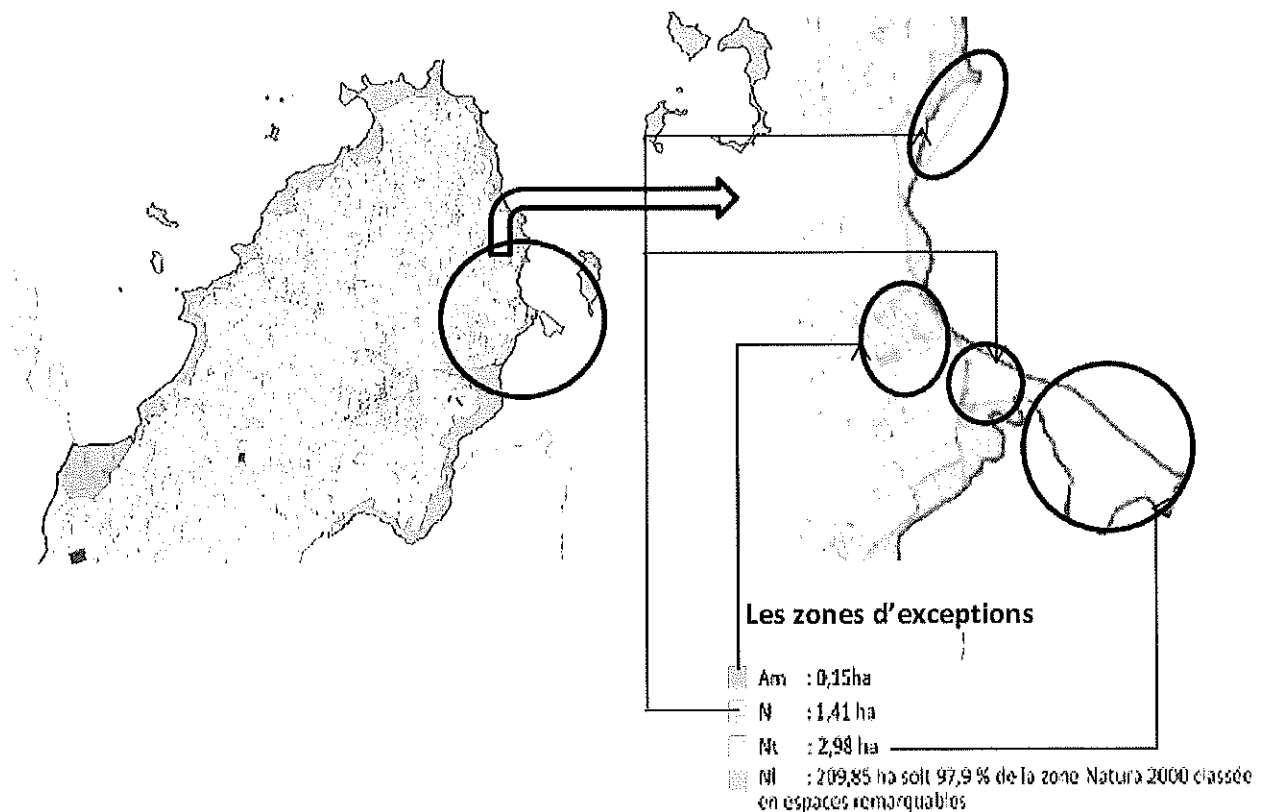 Les zones d'exceptions
Am : 0,15ha
N : 1,41 ha
Nt : 2,98 ha
Nl : 209,85 ha soit 97,9 % de la zone Natura 2000 classée
en espaces remarquables